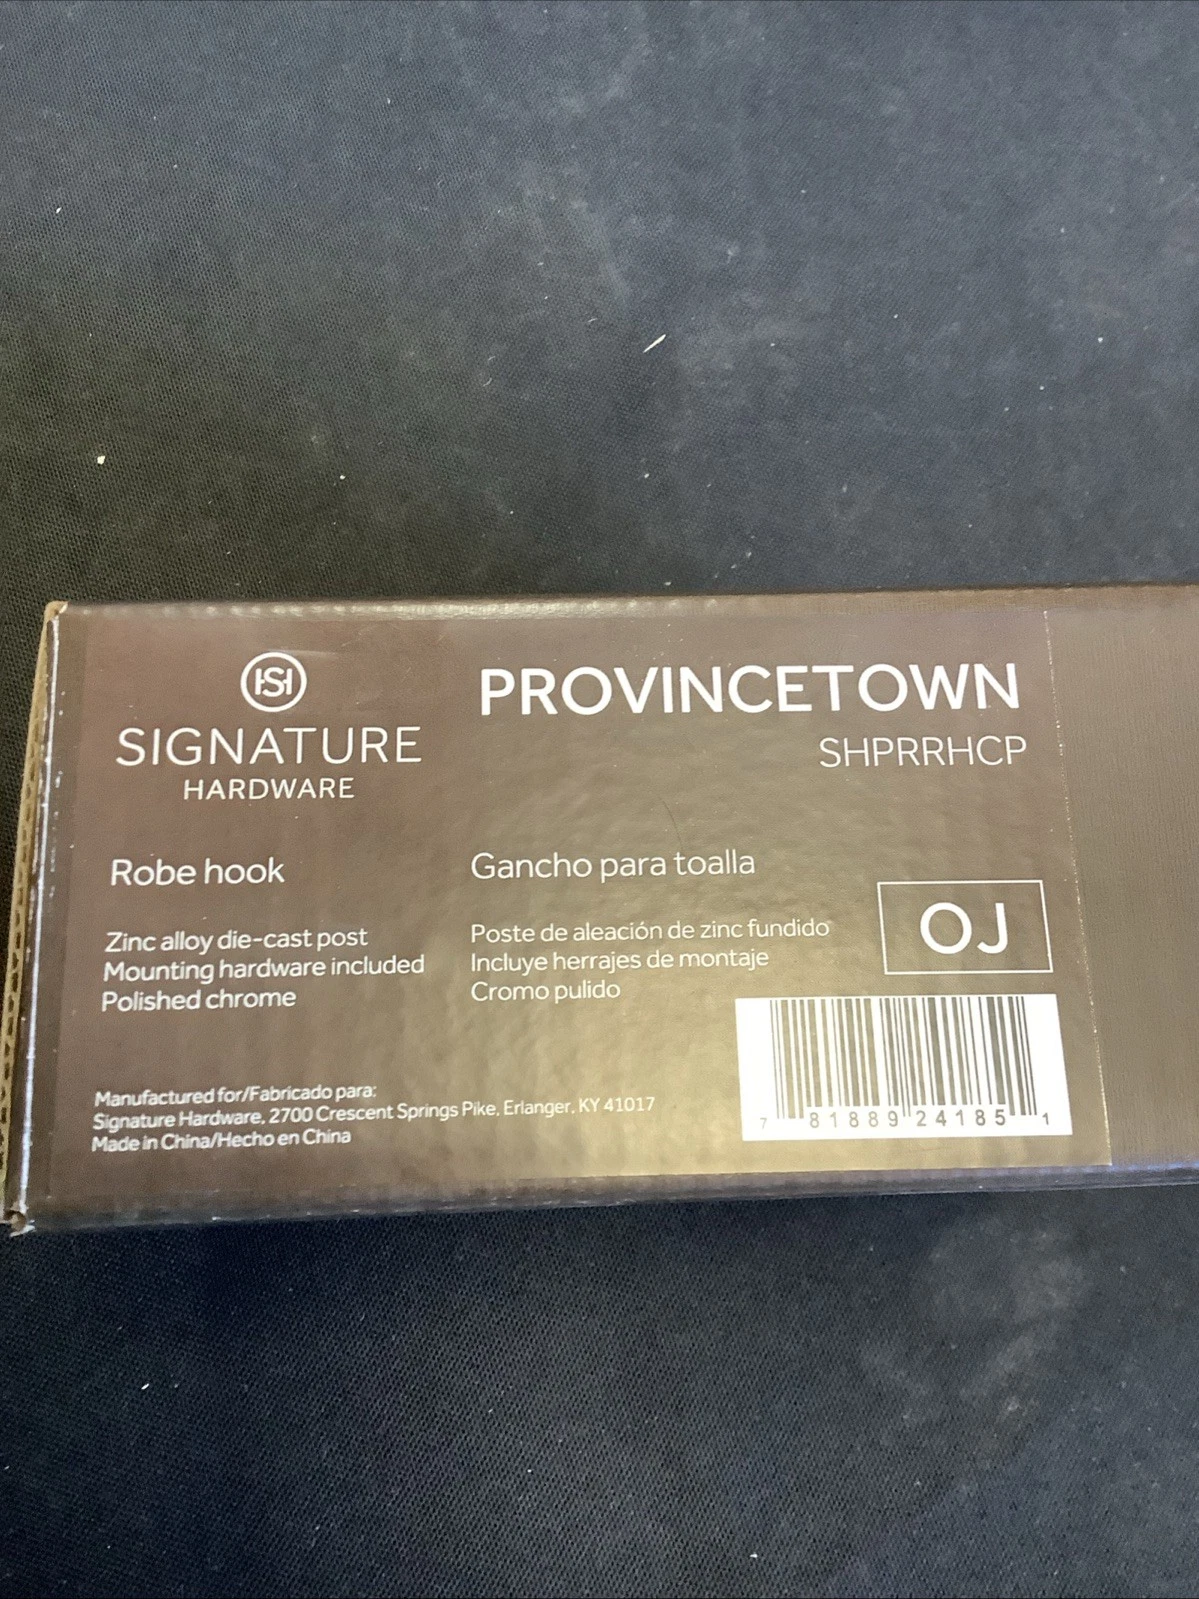 HSH
SIGNATURE
HARDWARE
PROVINCETOWN
SHPRRHCP
Robe hook
Zinc alloy die-cast post
Mounting hardware included
Polished chrome
Gancho para toalla
Poste de aleación de zinc fundido
Incluye herrajes de montaje
Cromo pulido
OJ
Manufactured for/Fabricado para:
Signature Hardware, 2700 Crescent Springs Pike, Erlanger, KY 41017
Made in China/Hecho en China
7 81889 24185 1